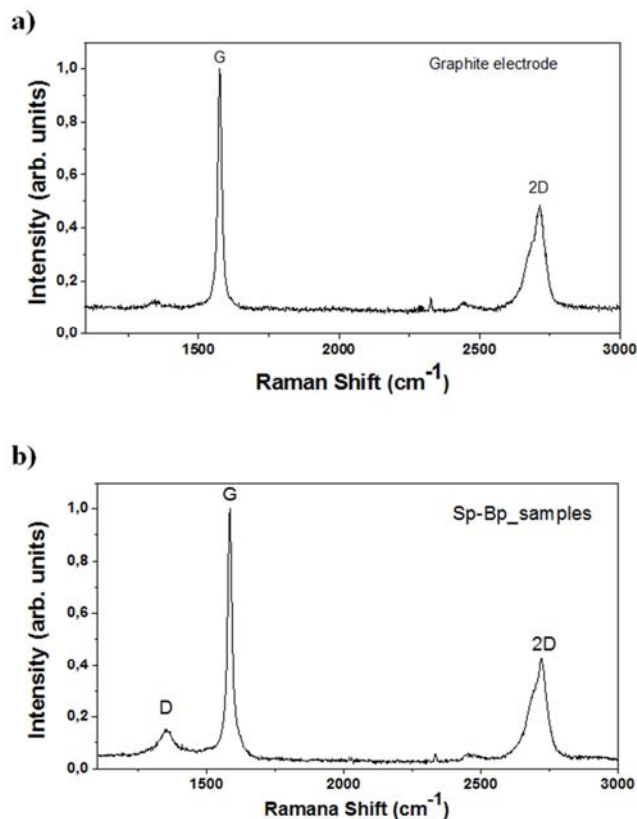 a)
G
Graphite electrode
2D
1,0
0,8
0,6
0,4
0,2
0,0
Intensity (arb. units)
1500 2000 2500 3000
Raman Shift (cm-1)
b)
G
Sp-Bp_samples
D
2D
1,0
0,8
0,6
0,4
0,2
0,0
Intensity (arb. units)
1500 2000 2500 3000
Ramana Shift (cm-1)